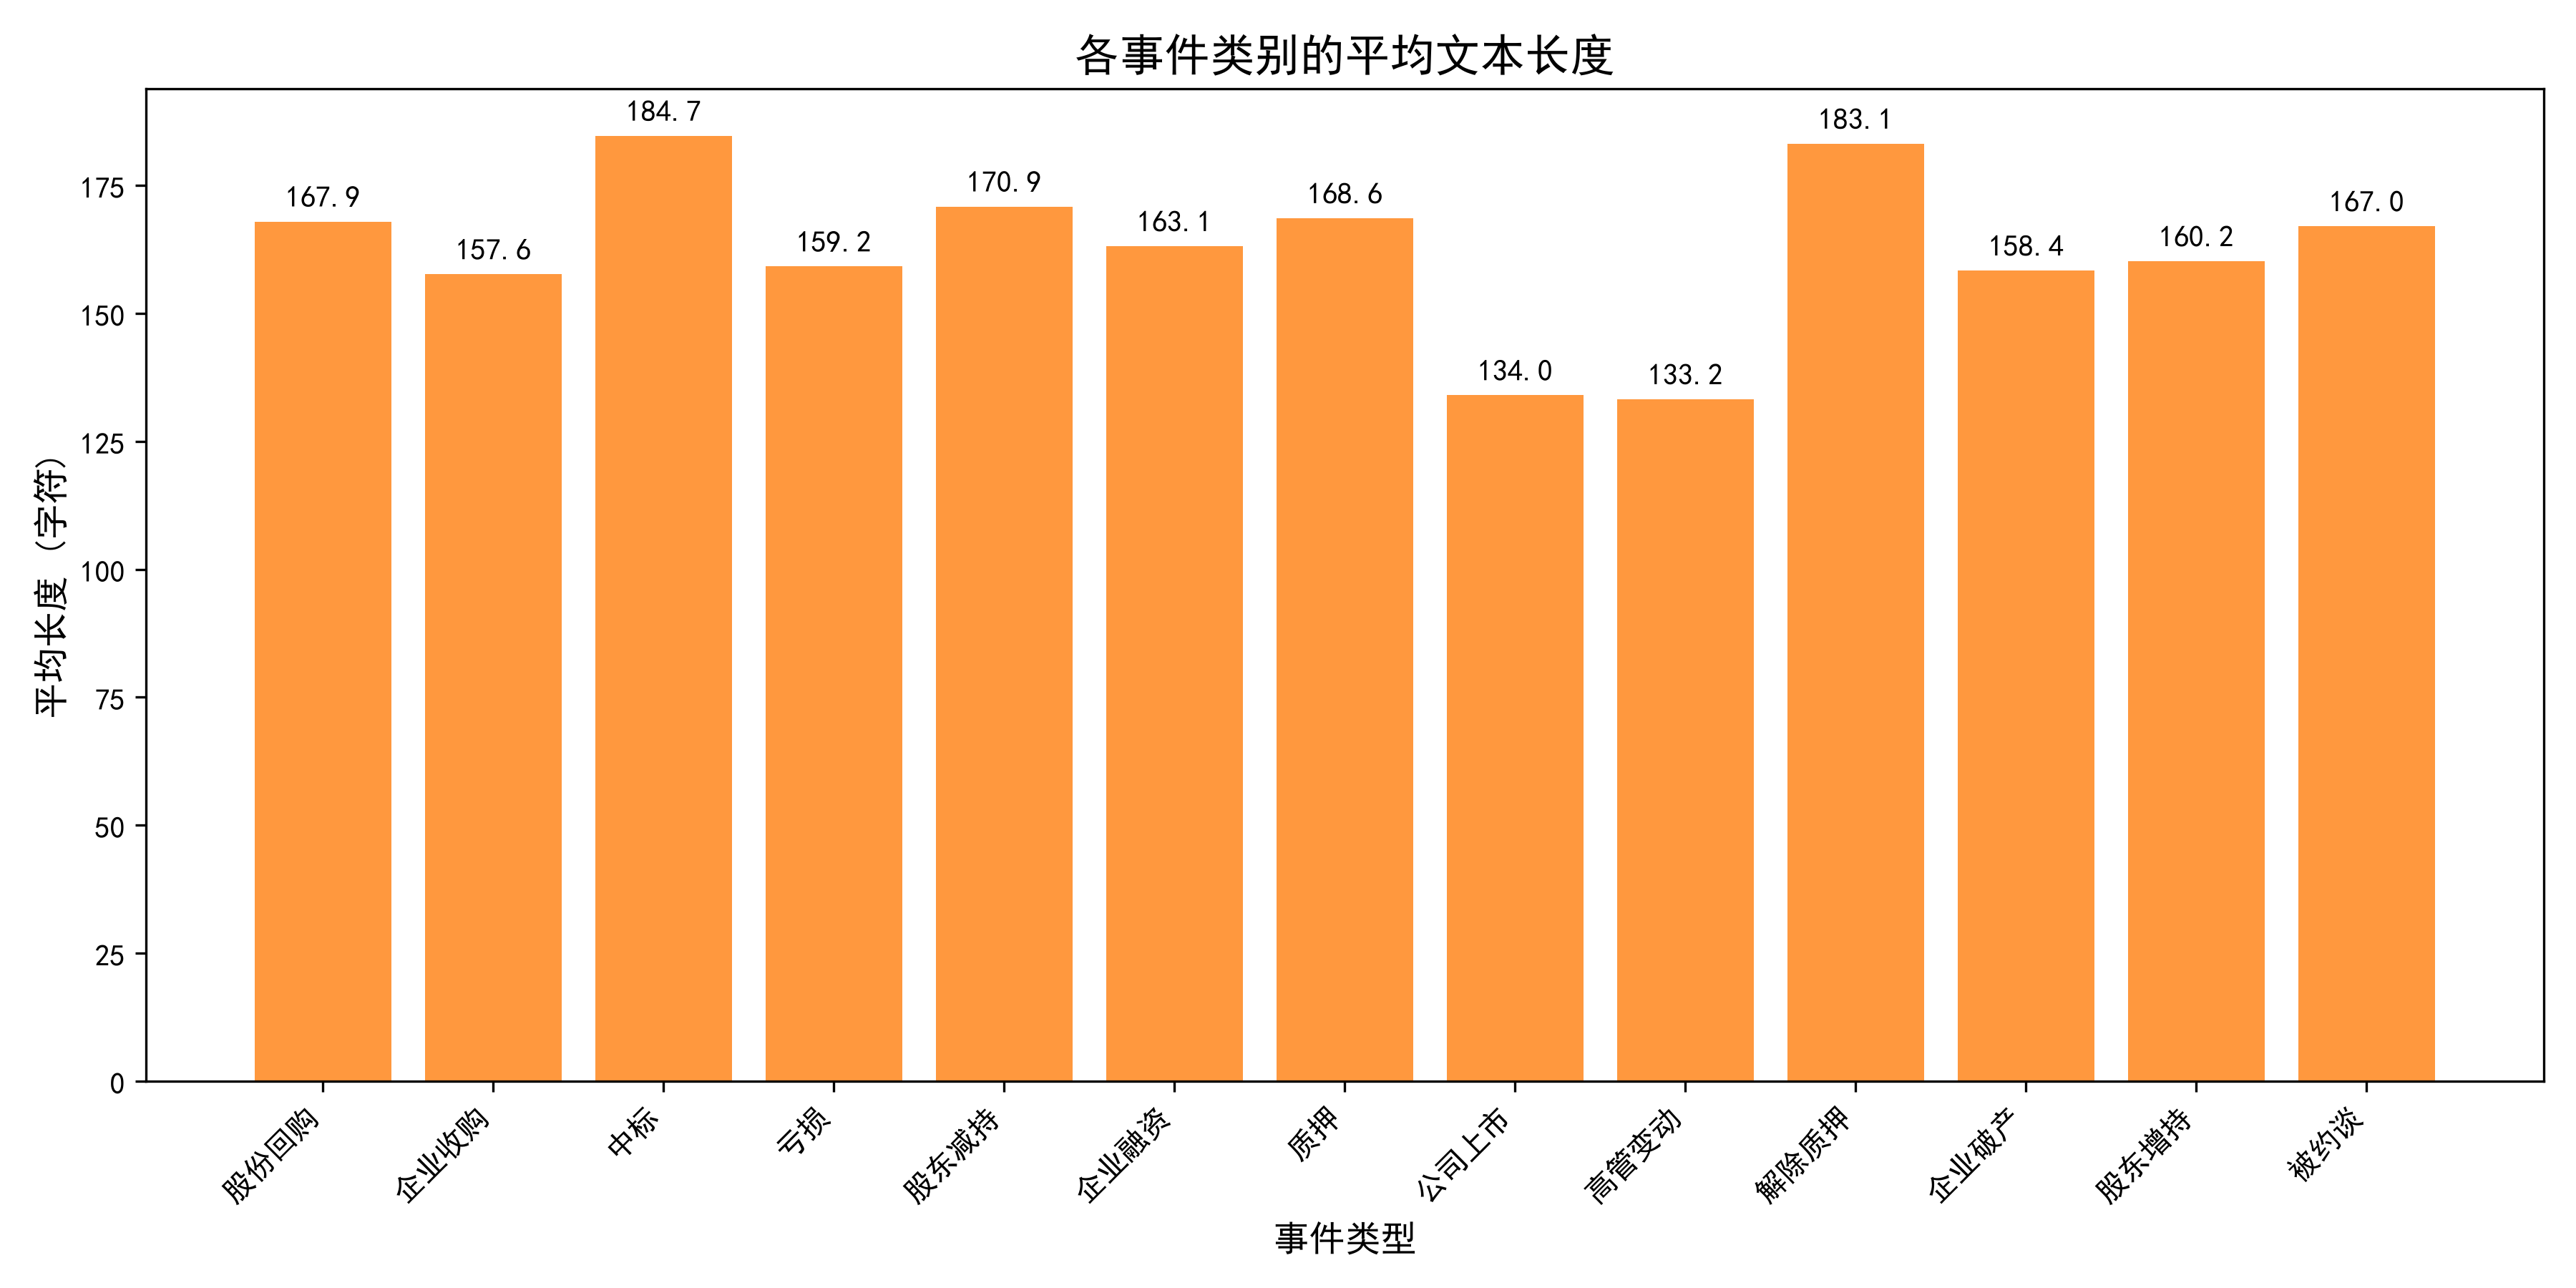 各事件类别的平均文本长度
平均长度 (字符)
175
150
125
100
75
50
25
0
167.9
157.6
184.7
159.2
170.9
163.1
168.6
134.0
133.2
183.1
158.4
160.2
167.0
股份回购
企业收购
中标
亏损
股东减持
企业融资
质押
公司上市
高管变动
解除质押
企业破产
股东增持
被约谈
事件类型